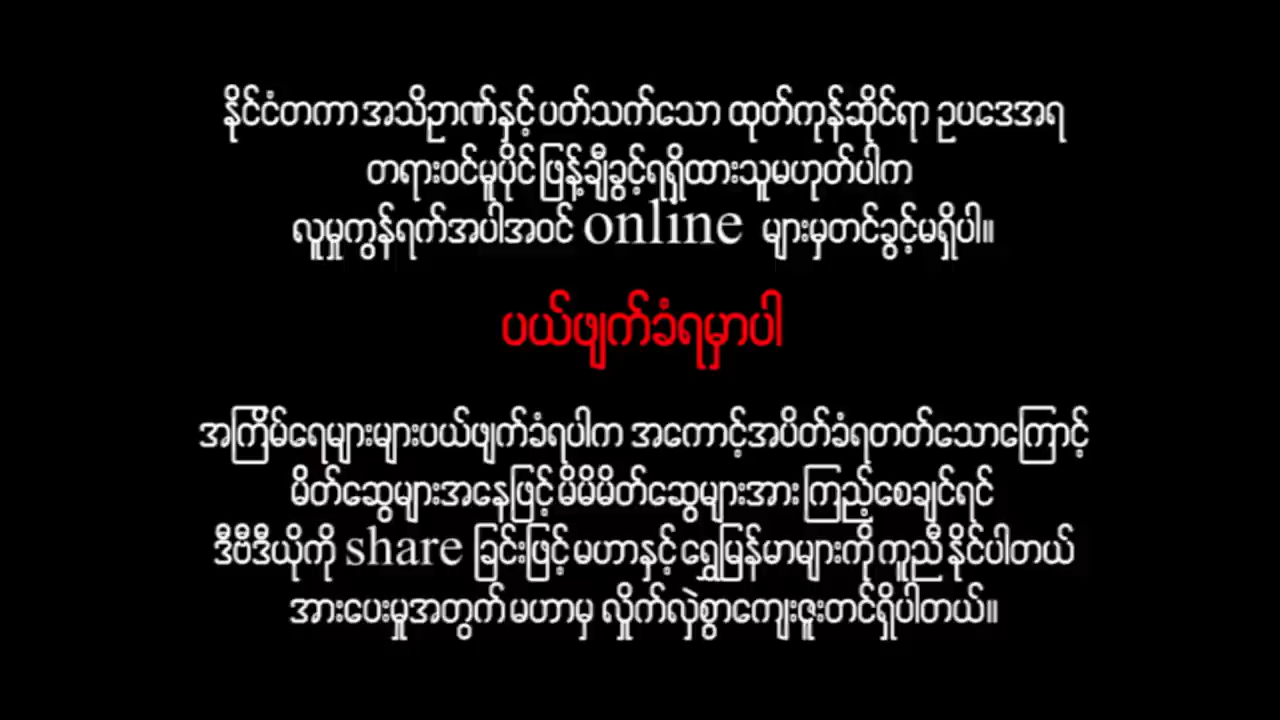 နိုင်ငံတကာ အသိဉာဏ်နှင့် ပတ်သက်သော ထုတ်ကုန်ဆိုင်ရာ ဥပဒေအရ
တရားဝင်မူပိုင် ဖြန့်ချီခွင့်ရရှိထားသူမဟုတ်ပါက
လူမှုကွန်ရက်အပါအဝင် online များမှတင်ခွင့်မရှိပါ။
ပယ်ဖျက်ခံရမှာပါ
အကြိမ်ရေများများပယ်ဖျက်ခံရပါက အကောင့်အပိတ်ခံရတတ်သောကြောင့်
မိတ်ဆွေများအနေဖြင့် မိမိမိတ်ဆွေများအား ကြည့်စေချင်ရင်
ဒီဗီဒီယိုကို share ခြင်းဖြင့် မဟာနှင့် ရွှေမြန်မာများကို ကူညီ နိုင်ပါတယ်
အားပေးမှုအတွက် မဟာမှ လှိုက်လှဲစွာကျေးဇူးတင်ရှိပါတယ်။